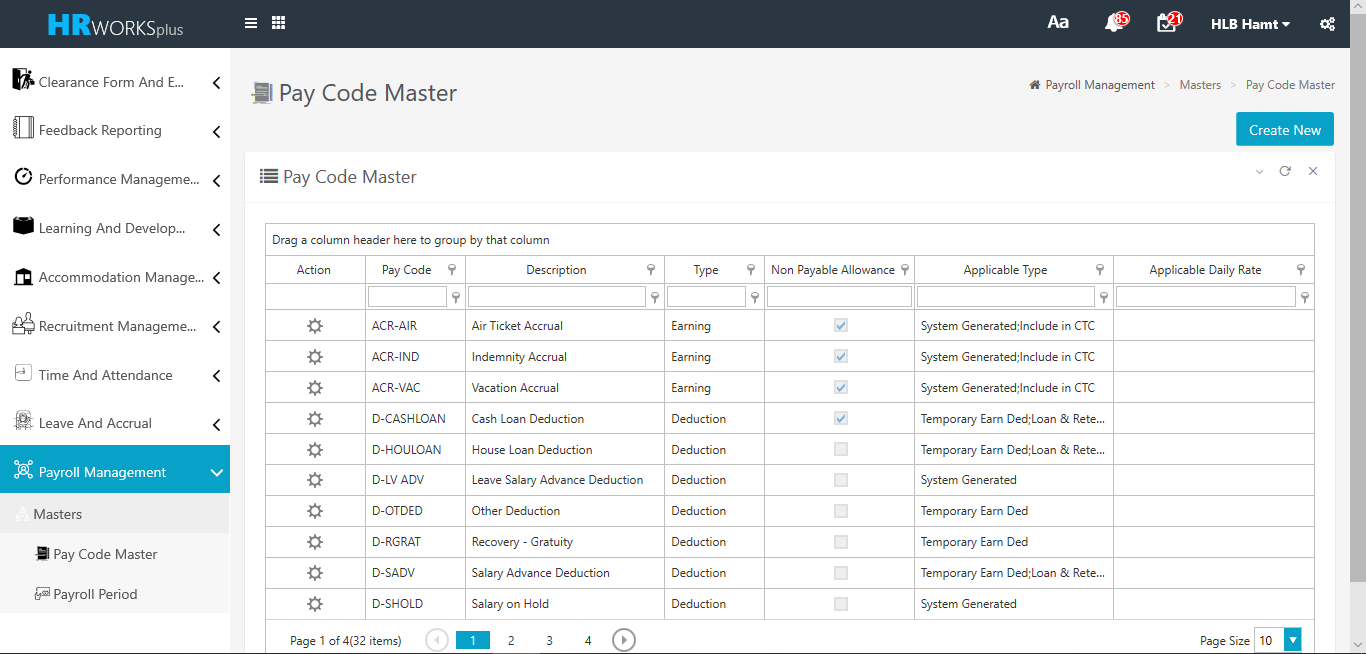 HRWORKSplus
Aa
85
21
HLB Hamt
Clearance Form And E...
Feedback Reporting
Performance Manageme...
Learning And Develop...
Accommodation Manage...
Recruitment Manageme...
Time And Attendance
Leave And Accrual
Payroll Management
Masters
Pay Code Master
Payroll Period
Pay Code Master
Payroll Management > Masters > Pay Code Master
Create New
Pay Code Master
Drag a column header here to group by that column
Action Pay Code Description Type Non Payable Allowance Applicable Type Applicable Daily Rate
ACR-AIR Air Ticket Accrual Earning System Generated;Include in CTC
ACR-IND Indemnity Accrual Earning System Generated;Include in CTC
ACR-VAC Vacation Accrual Earning System Generated;Include in CTC
D-CASHLOAN Cash Loan Deduction Deduction Temporary Earn Ded;Loan & Rete...
D-HOULOAN House Loan Deduction Deduction Temporary Earn Ded;Loan & Rete...
D-LV ADV Leave Salary Advance Deduction Deduction System Generated
D-OTDED Other Deduction Deduction Temporary Earn Ded
D-RGRAT Recovery - Gratuity Deduction Temporary Earn Ded
D-SADV Salary Advance Deduction Deduction Temporary Earn Ded;Loan & Rete...
D-SHOLD Salary on Hold Deduction System Generated
Page 1 of 4(32 items) 1 2 3 4 Page Size 10